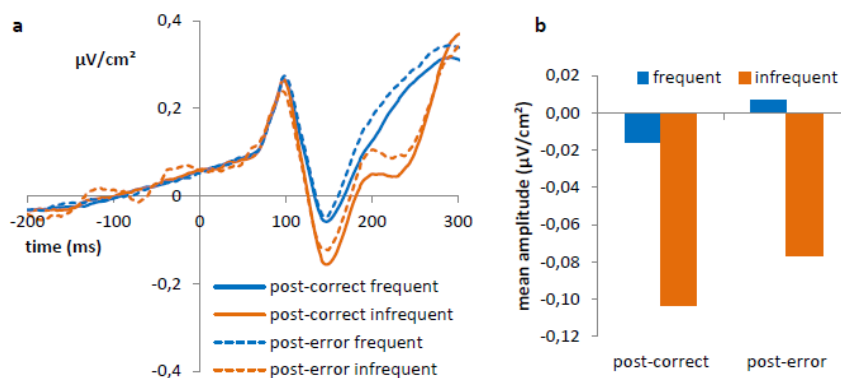 a
µV/cm²
0,4
0,2
0
-0,2
-0,4
-200
-100
0
100
200
300
time (ms)
post-correct frequent
post-correct infrequent
post-error frequent
post-error infrequent
b
frequent
infrequent
mean amplitude (µV/cm²)
0,02
0,00
-0,02
-0,04
-0,06
-0,08
-0,10
-0,12
post-correct
post-error